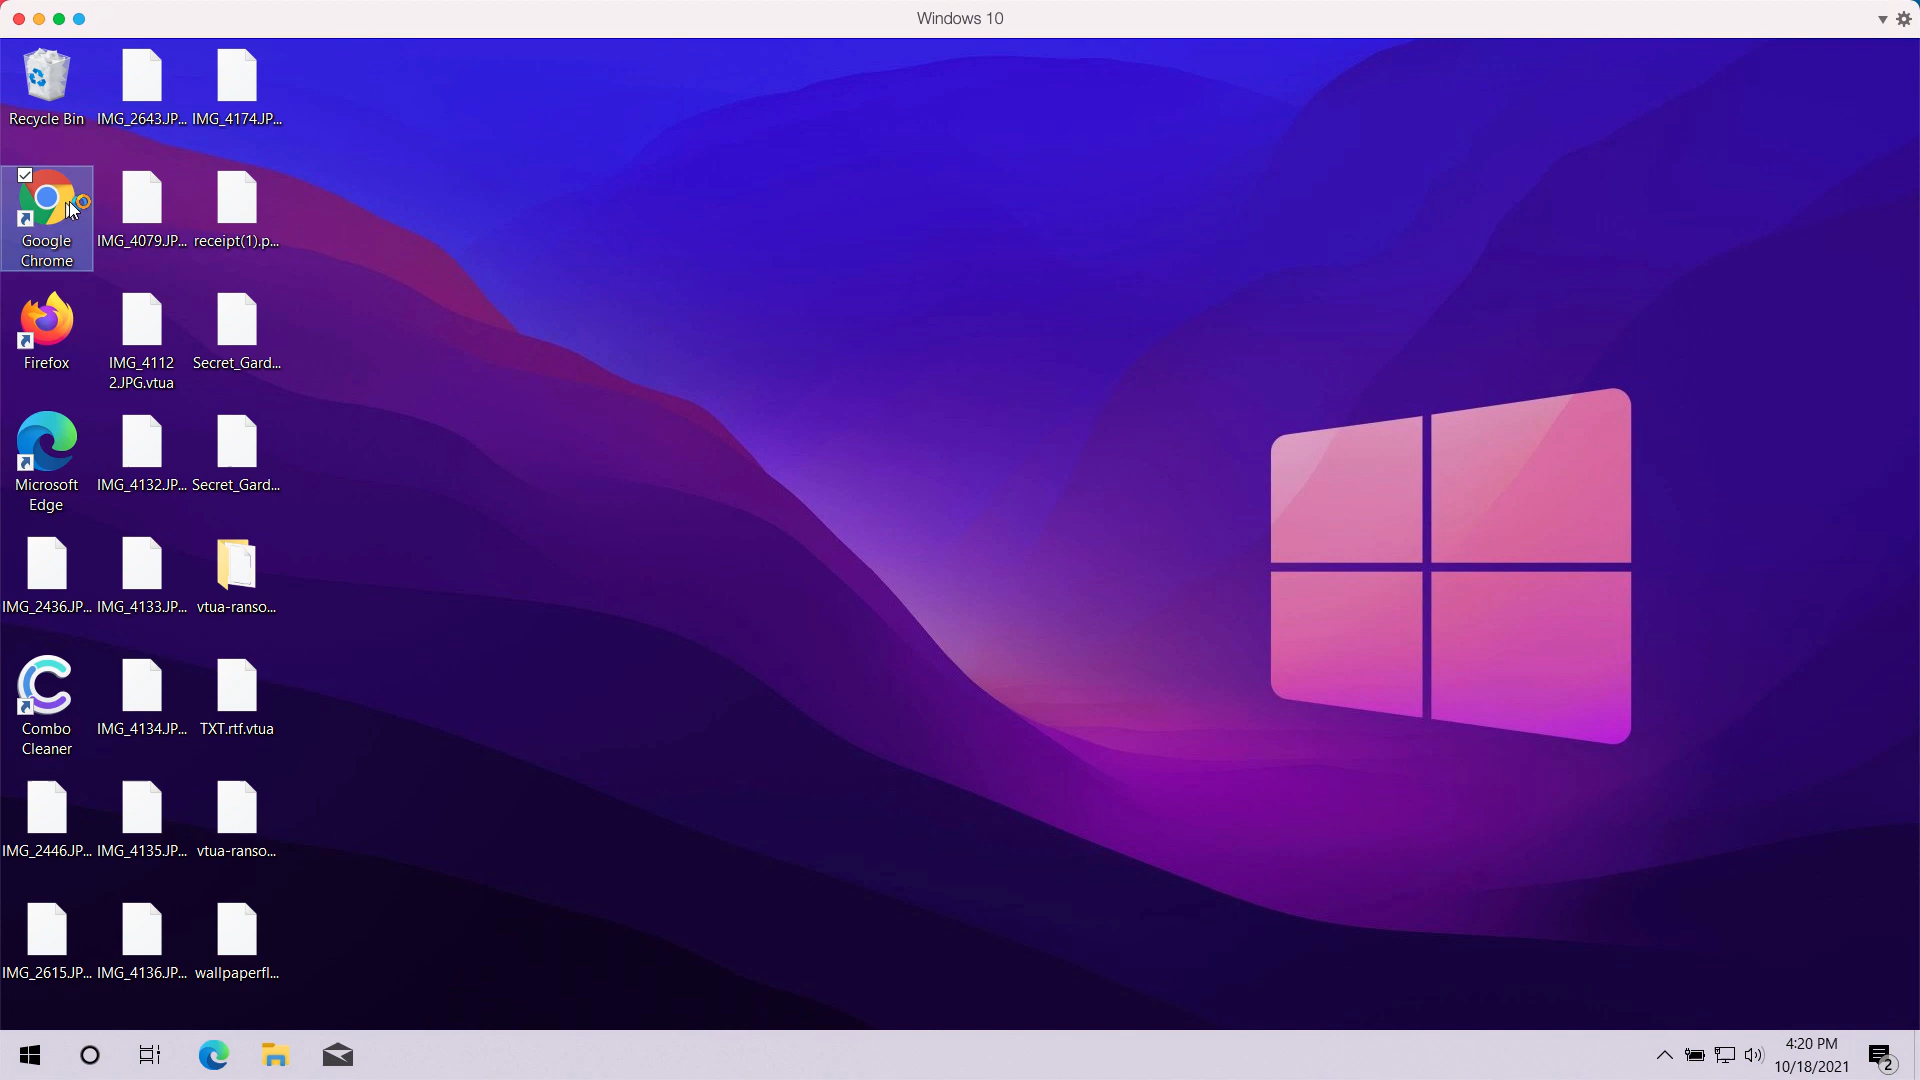 Windows 10
Recycle Bin
IMG_2643.JP...
IMG_4174.JP...
Google
Chrome
IMG_4079.JP...
receipt(1).p...
Firefox
IMG_4112
2.JPG.vtua
Secret_Gard...
Microsoft
Edge
IMG_4132.JP...
Secret_Gard...
IMG_2436.JP...
IMG_4133.JP...
vtua-ranso...
Combo
Cleaner
IMG_4134.JP...
TXT.rtf.vtua
IMG_2446.JP...
IMG_4135.JP...
vtua-ranso...
IMG_2615.JP...
IMG_4136.JP...
wallpaperfl...
4:20 PM
10/18/2021
2